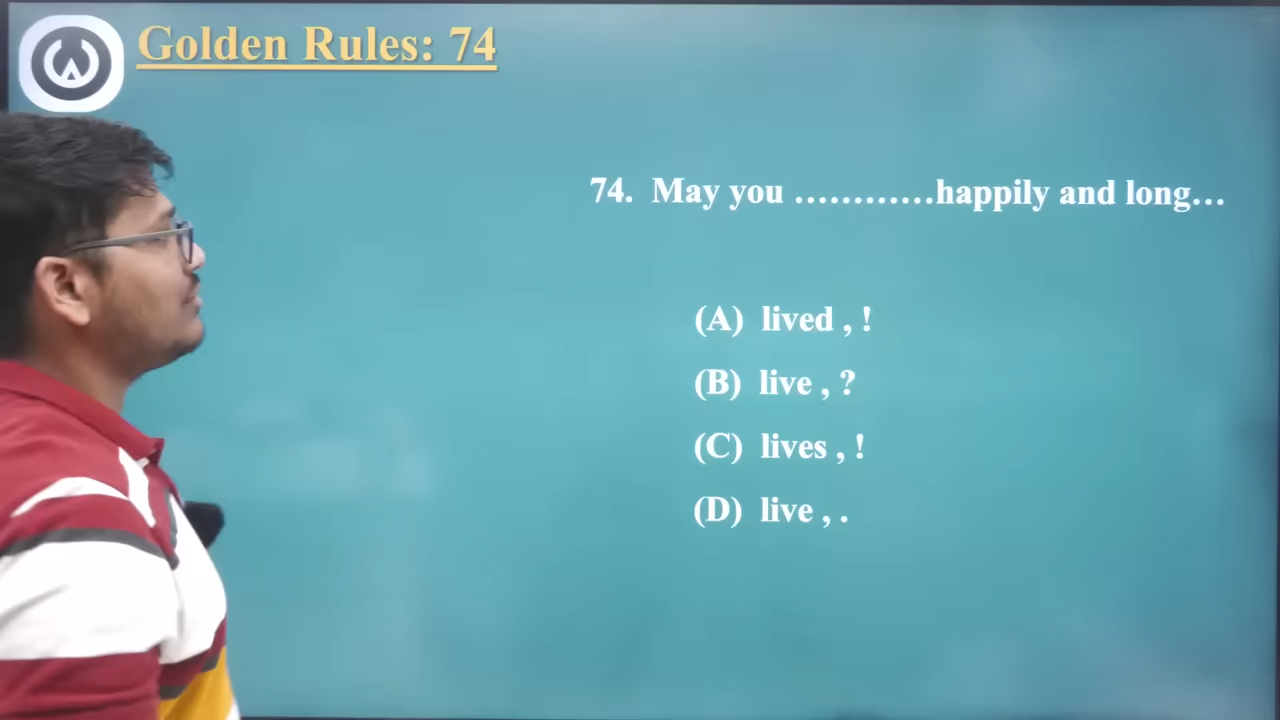 Golden Rules: 74
74. May you …………happily and long…
(A) lived , !
(B) live , ?
(C) lives , !
(D) live , .